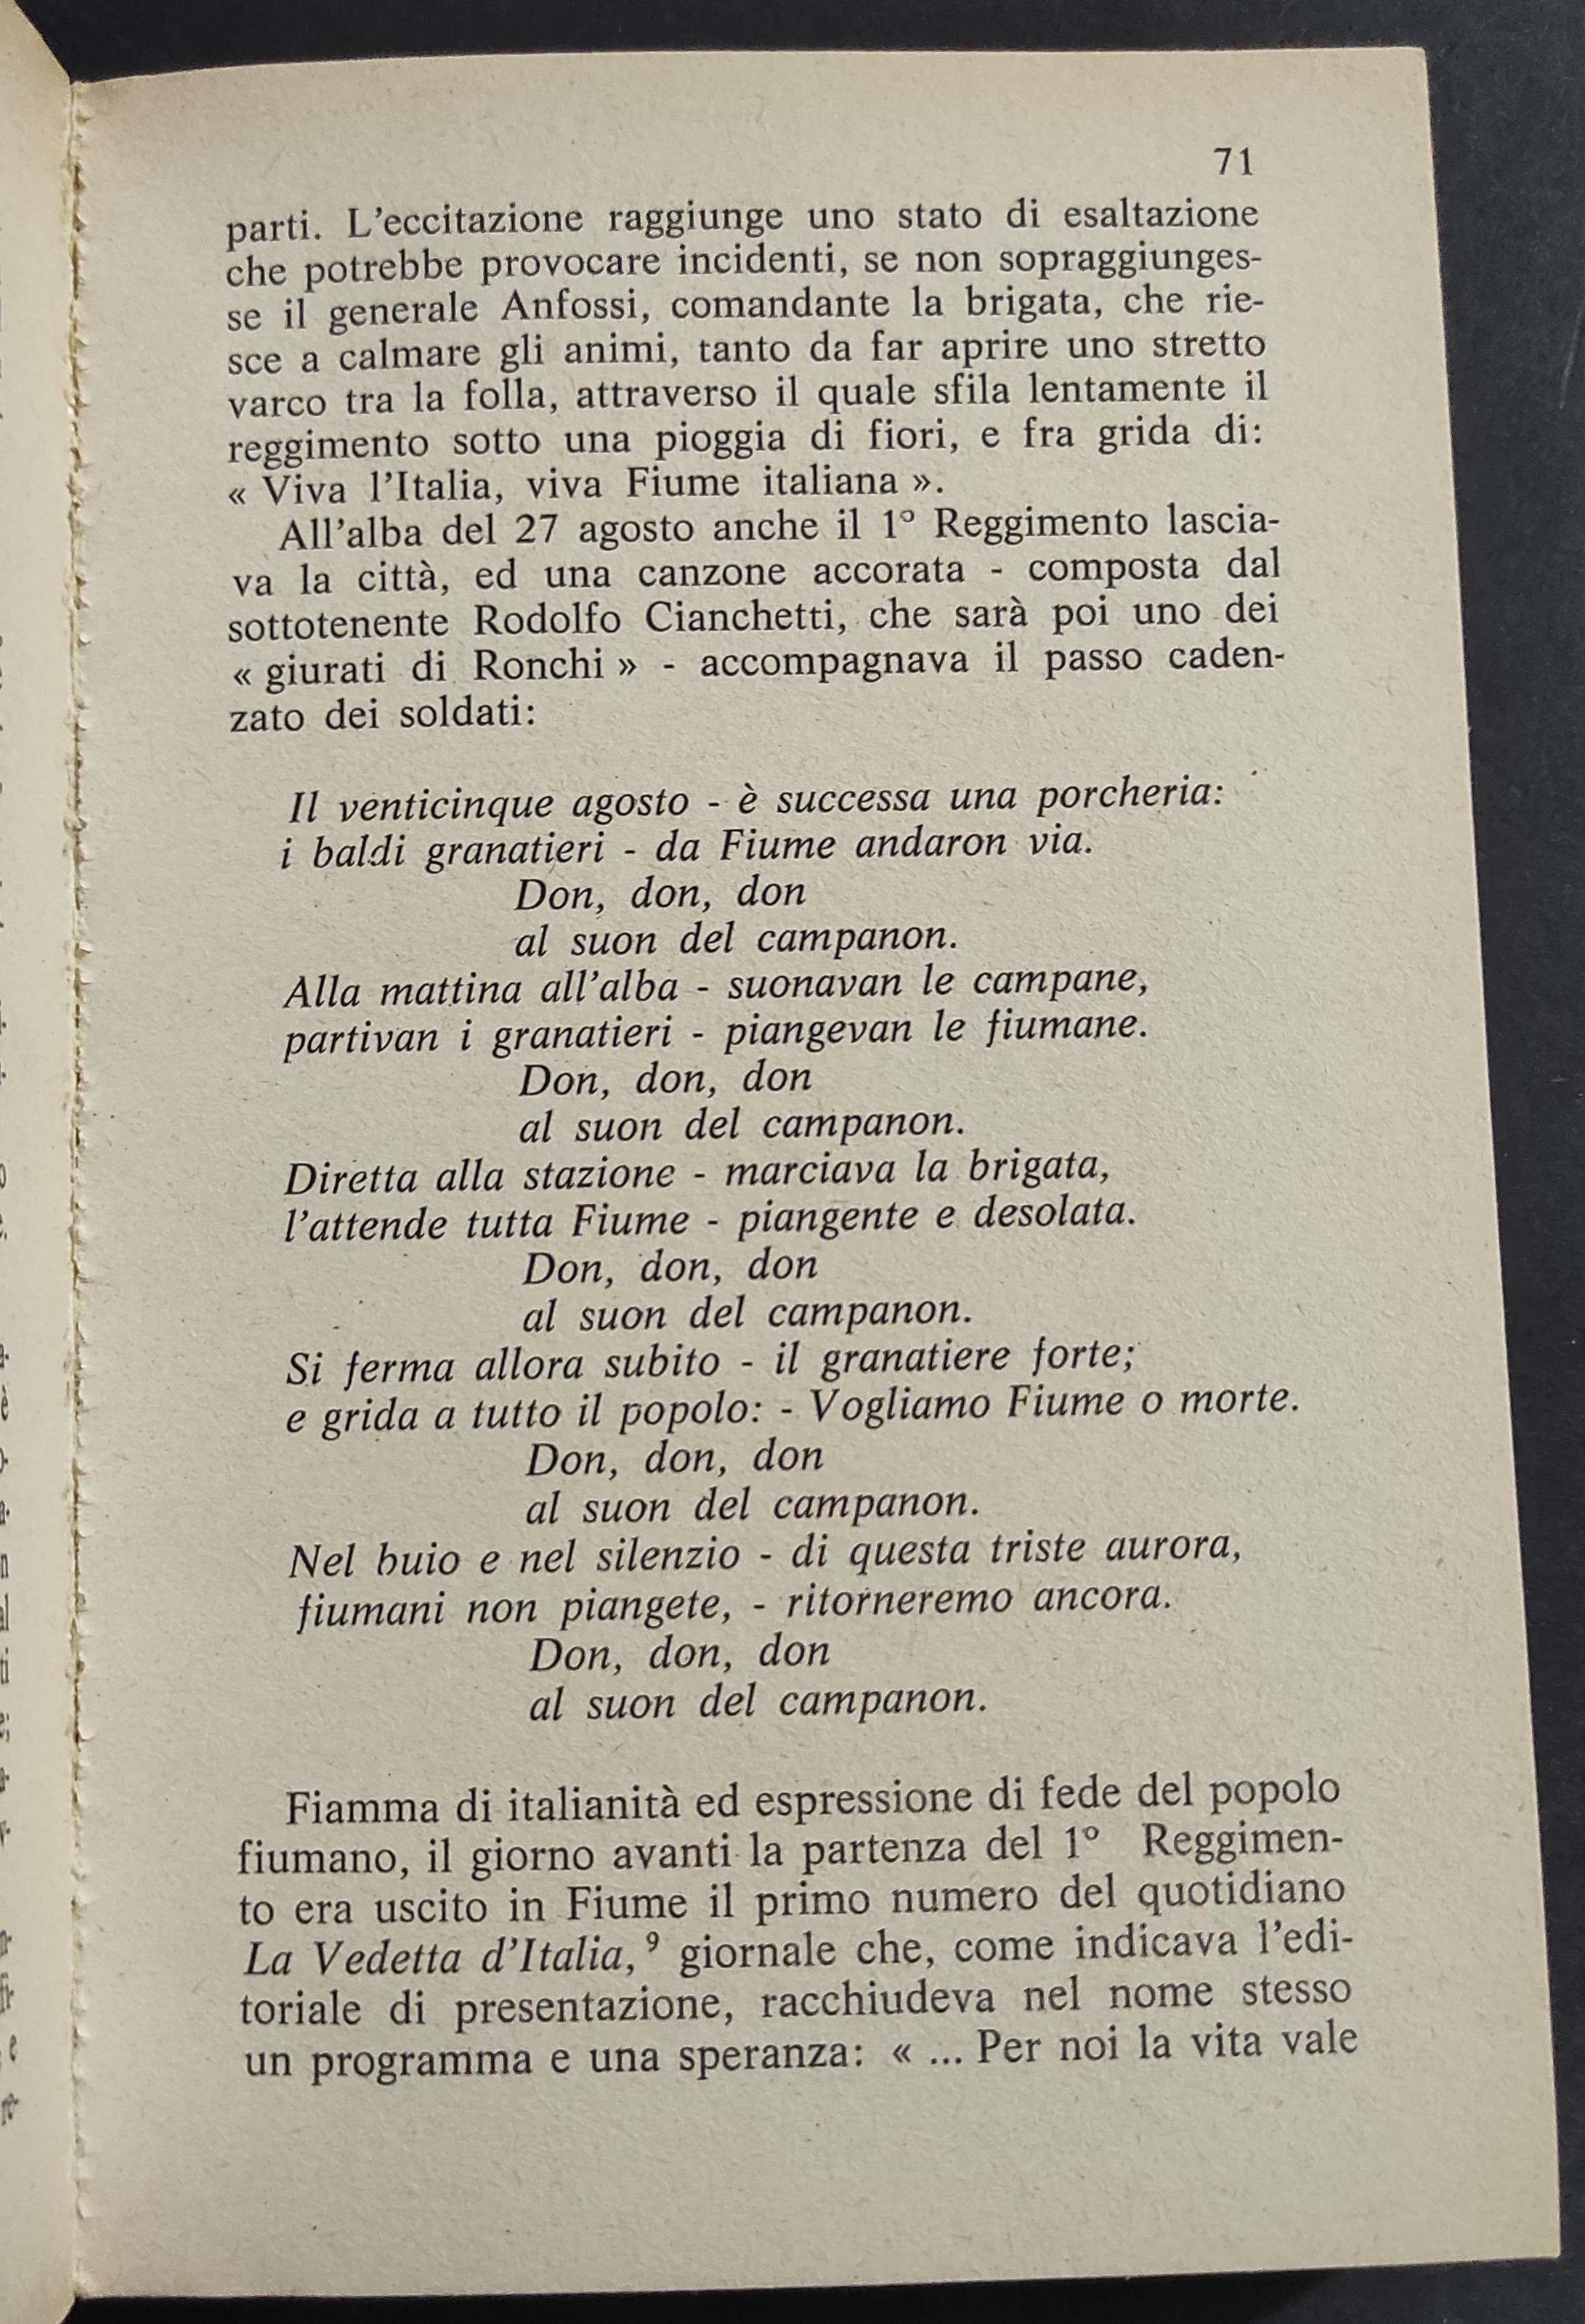 71
parti. L'eccitazione raggiunge uno stato di esaltazione
che potrebbe provocare incidenti, se non sopraggiunges-
se il generale Anfossi, comandante la brigata, che rie-
sce a calmare gli animi, tanto da far aprire uno stretto
varco tra la folla, attraverso il quale sfila lentamente il
reggimento sotto una pioggia di fiori, e fra grida di:
« Viva l'Italia, viva Fiume italiana ».
All'alba del 27 agosto anche il 1° Reggimento lascia-
va la città, ed una canzone accorata - composta dal
sottotenente Rodolfo Cianchetti, che sarà poi uno dei
« giurati di Ronchi » - accompagnava il passo caden-
zato dei soldati:
Il venticinque agosto - è successa una porcheria:
i baldi granatieri - da Fiume andaron via.
Don, don, don
al suon del campanon.
Alla mattina all'alba - suonavan le campane,
partivan i granatieri - piangevan le fiumane.
Don, don, don
al suon del campanon.
Diretta alla stazione - marciava la brigata,
l'attende tutta Fiume - piangente e desolata.
Don, don, don
al suon del campanon.
Si ferma allora subito - il granatiere forte;
e grida a tutto il popolo: - Vogliamo Fiume o morte.
Don, don, don
al suon del campanon.
Nel buio e nel silenzio - di questa triste aurora,
fiumani non piangete, - ritorneremo ancora.
Don, don, don
al suon del campanon.
Fiamma di italianità ed espressione di fede del popolo
fiumano, il giorno avanti la partenza del 1° Reggimen-
to era uscito in Fiume il primo numero del quotidiano
La Vedetta d'Italia, 9 giornale che, come indicava l'edi-
toriale di presentazione, racchiudeva nel nome stesso
un programma e una speranza: « ... Per noi la vita vale